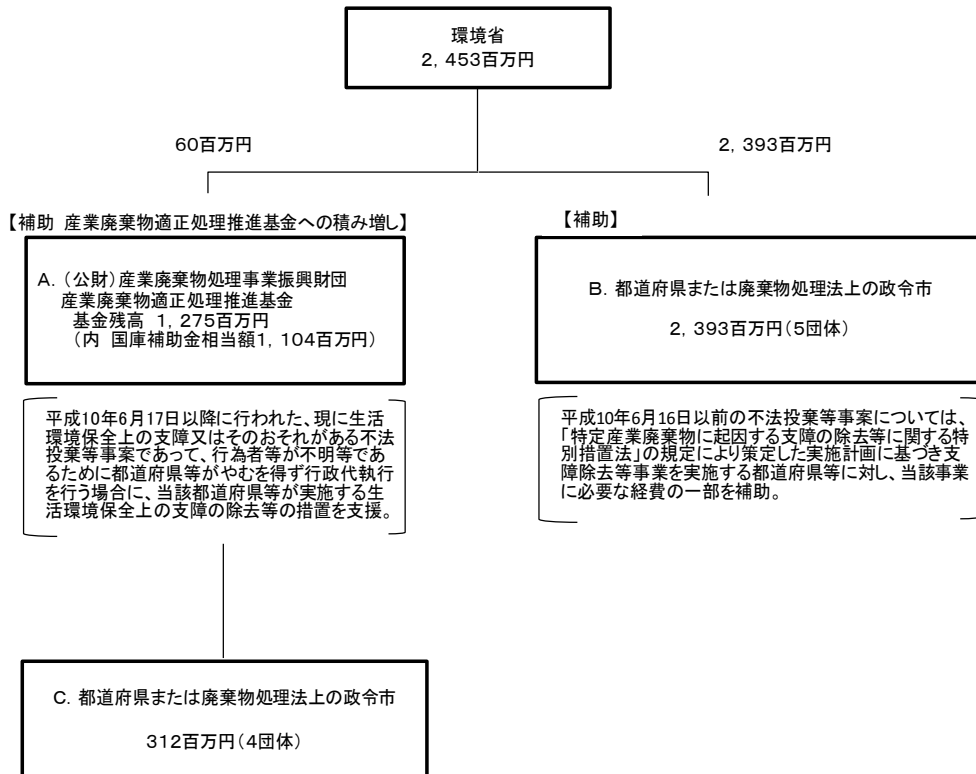 環境省
2，453百万円
60百万円
2，393百万円
【補助 産業廃棄物適正処理推進基金への積み増し】
【補助】
A．（公財）産業廃棄物処理事業振興財団
産業廃棄物適正処理推進基金
基金残高 1，275百万円
（内 国庫補助金相当額1，104百万円）
B．都道府県または廃棄物処理法上の政令市
2，393百万円（5団体）
平成10年6月17日以降に行われた、現に生活
環境保全上の支障又はそのおそれがある不法
投棄等事案であって、行為者等が不明等であ
るために都道府県等がやむを得ず行政代執行
を行う場合に、当該都道府県等が実施する生
活環境保全上の支障の除去等の措置を支援。
平成10年6月16日以前の不法投棄等事案については、
「特定産業廃棄物に起因する支障の除去等に関する特
別措置法」の規定により策定した実施計画に基づき支
障除去等事業を実施する都道府県等に対し、当該事業
に必要な経費の一部を補助。
C．都道府県または廃棄物処理法上の政令市
312百万円（4団体）